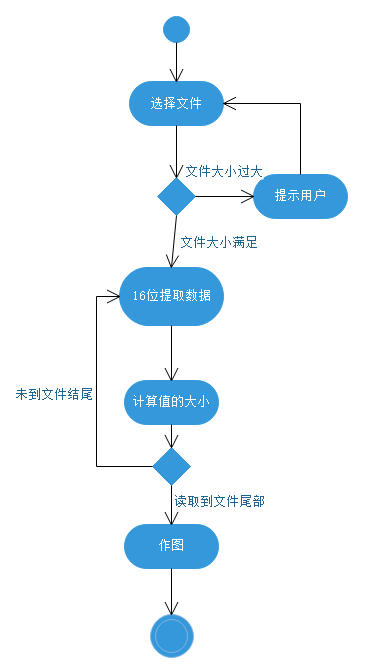 选择文件
文件大小过大
提示用户
文件大小满足
16位提取数据
未到文件结尾
计算值的大小
读取到文件尾部
作图